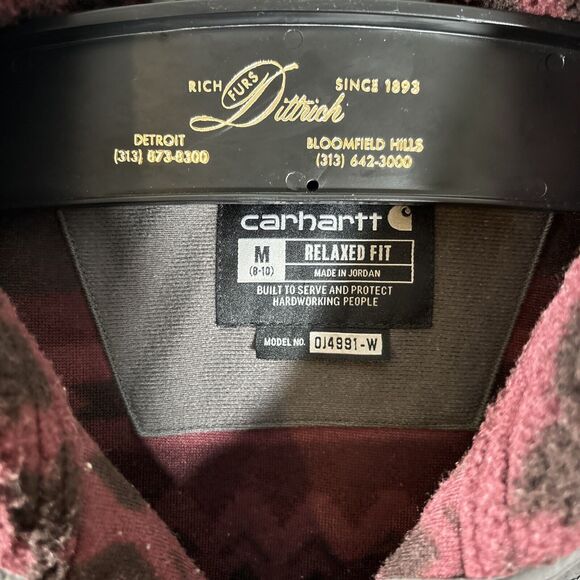 RICH FURS Dittrich SINCE 1893
DETROIT
(313) 873-8300
BLOOMFIELD HILLS
(313) 642-3000
carhartt
M
(8-10)
RELAXED FIT
MADE IN JORDAN
BUILT TO SERVE AND PROTECT
HARDWORKING PEOPLE
MODEL NO. OJ4991-W